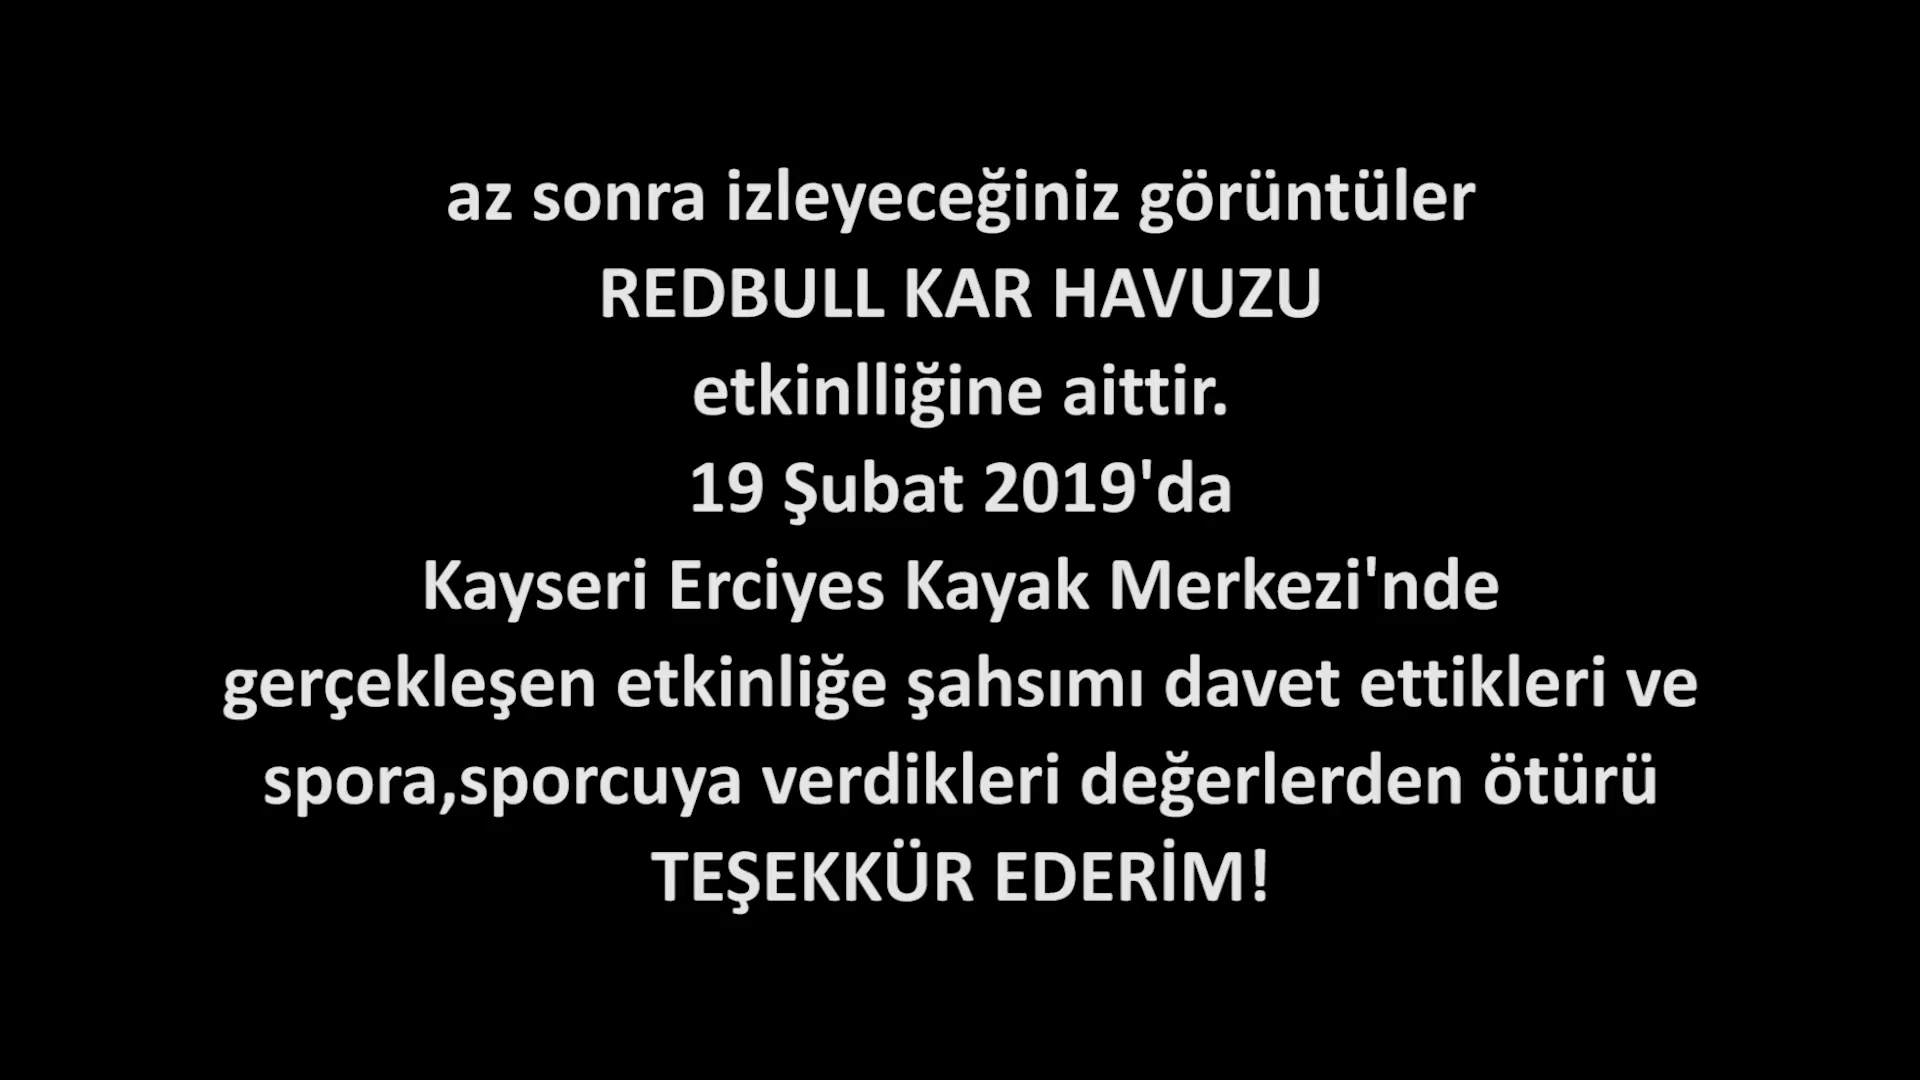 az sonra izleyeceğiniz görüntüler
REDBULL KAR HAVUZU
etkinlliğine aittir.
19 Şubat 2019'da
Kayseri Erciyes Kayak Merkezi'nde
gerçekleşen etkinliğe şahsımı davet ettikleri ve
spora,sporcuya verdikleri değerlerden ötürü
TEŞEKKÜR EDERİM!